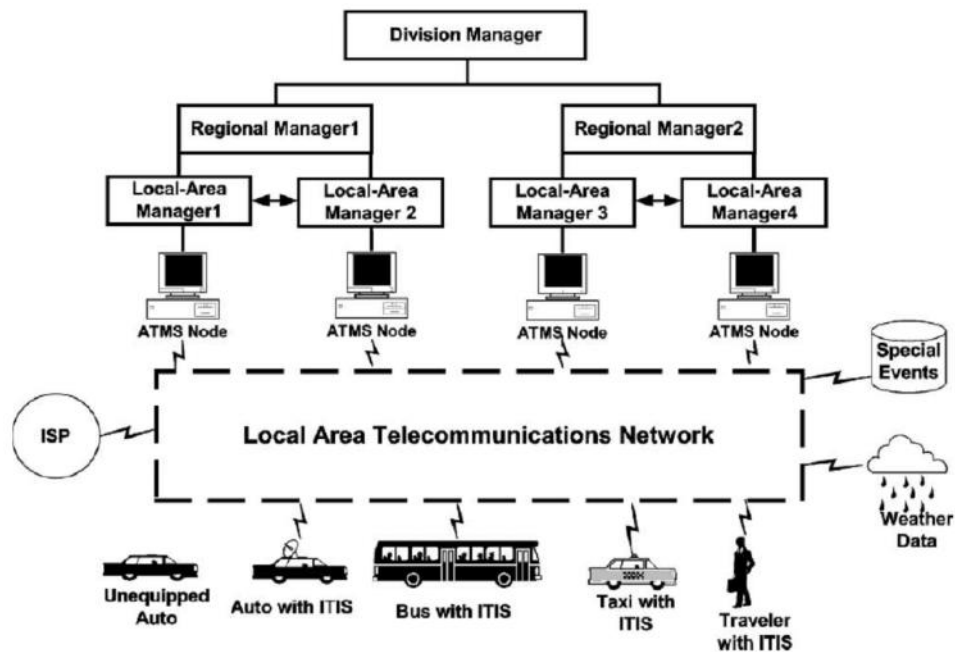 Division Manager
Regional Manager1
Regional Manager2
Local-Area
Manager1
Local-Area
Manager 2
Local-Area
Manager 3
Local-Area
Manager4
ATMS Node
ATMS Node
ATMS Node
ATMS Node
Special
Events
ISP
Local Area Telecommunications Network
Weather
Data
Unequipped
Auto
Auto with ITIS
Bus with ITIS
Taxi with
ITIS
Traveler
with ITIS